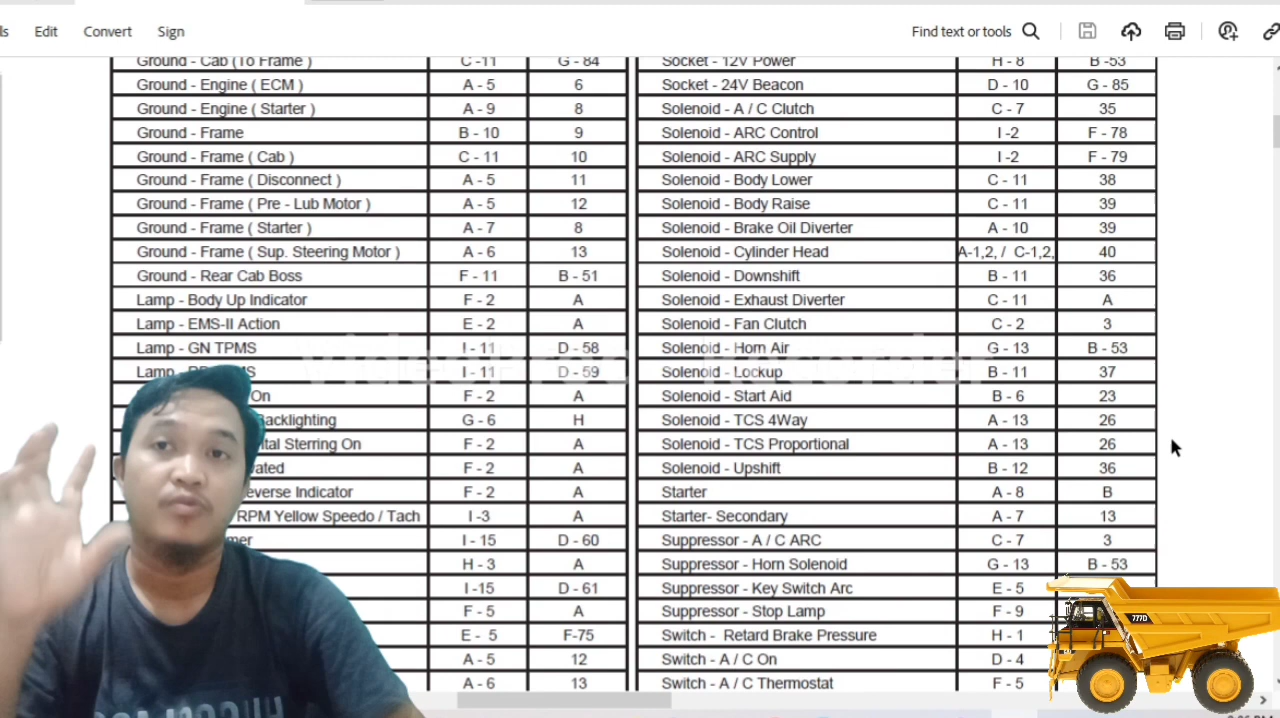 ls Edit Convert Sign Find text or tools
Ground - Cab (To Frame ) C -11 G - 84 Socket - 12V Power H - 8 B -53
Ground - Engine ( ECM ) A - 5 6 Socket - 24V Beacon D - 10 G - 85
Ground - Engine ( Starter ) A - 9 8 Solenoid - A / C Clutch C - 7 35
Ground - Frame B - 10 9 Solenoid - ARC Control I -2 F - 78
Ground - Frame ( Cab ) C - 11 10 Solenoid - ARC Supply I -2 F - 79
Ground - Frame ( Disconnect ) A - 5 11 Solenoid - Body Lower C - 11 38
Ground - Frame ( Pre - Lub Motor ) A - 5 12 Solenoid - Body Raise C - 11 39
Ground - Frame ( Starter ) A - 7 8 Solenoid - Brake Oil Diverter A - 10 39
Ground - Frame ( Sup. Steering Motor ) A - 6 13 Solenoid - Cylinder Head A-1,2, / C-1,2, 40
Ground - Rear Cab Boss F - 11 B - 51 Solenoid - Downshift B - 11 36
Lamp - Body Up Indicator F - 2 A Solenoid - Exhaust Diverter C - 11 A
Lamp - EMS-II Action E - 2 A Solenoid - Fan Clutch C - 2 3
Lamp - GN TPMS I - 11 D - 58 Solenoid - Horn Air G - 13 B - 53
Lamp I - 11 D - 59 Solenoid - Lockup B - 11 37
On F - 2 A Solenoid - Start Aid B - 6 23
Backlighting G - 6 H Solenoid - TCS 4Way A - 13 26
ntal Sterring On F - 2 A Solenoid - TCS Proportional A - 13 26
vated F - 2 A Solenoid - Upshift B - 12 36
everse Indicator F - 2 A Starter A - 8 B
RPM Yellow Speedo / Tach I -3 A Starter- Secondary A - 7 13
mer I - 15 D - 60 Suppressor - A / C ARC C - 7 3
H - 3 A Suppressor - Horn Solenoid G - 13 B - 53
I -15 D - 61 Suppressor - Key Switch Arc E - 5
F - 5 A Suppressor - Stop Lamp F - 9
E - 5 F-75 Switch - Retard Brake Pressure H - 1
A - 5 12 Switch - A / C On D - 4
A - 6 13 Switch - A / C Thermostat F - 5
VideoProc Recorder
777D